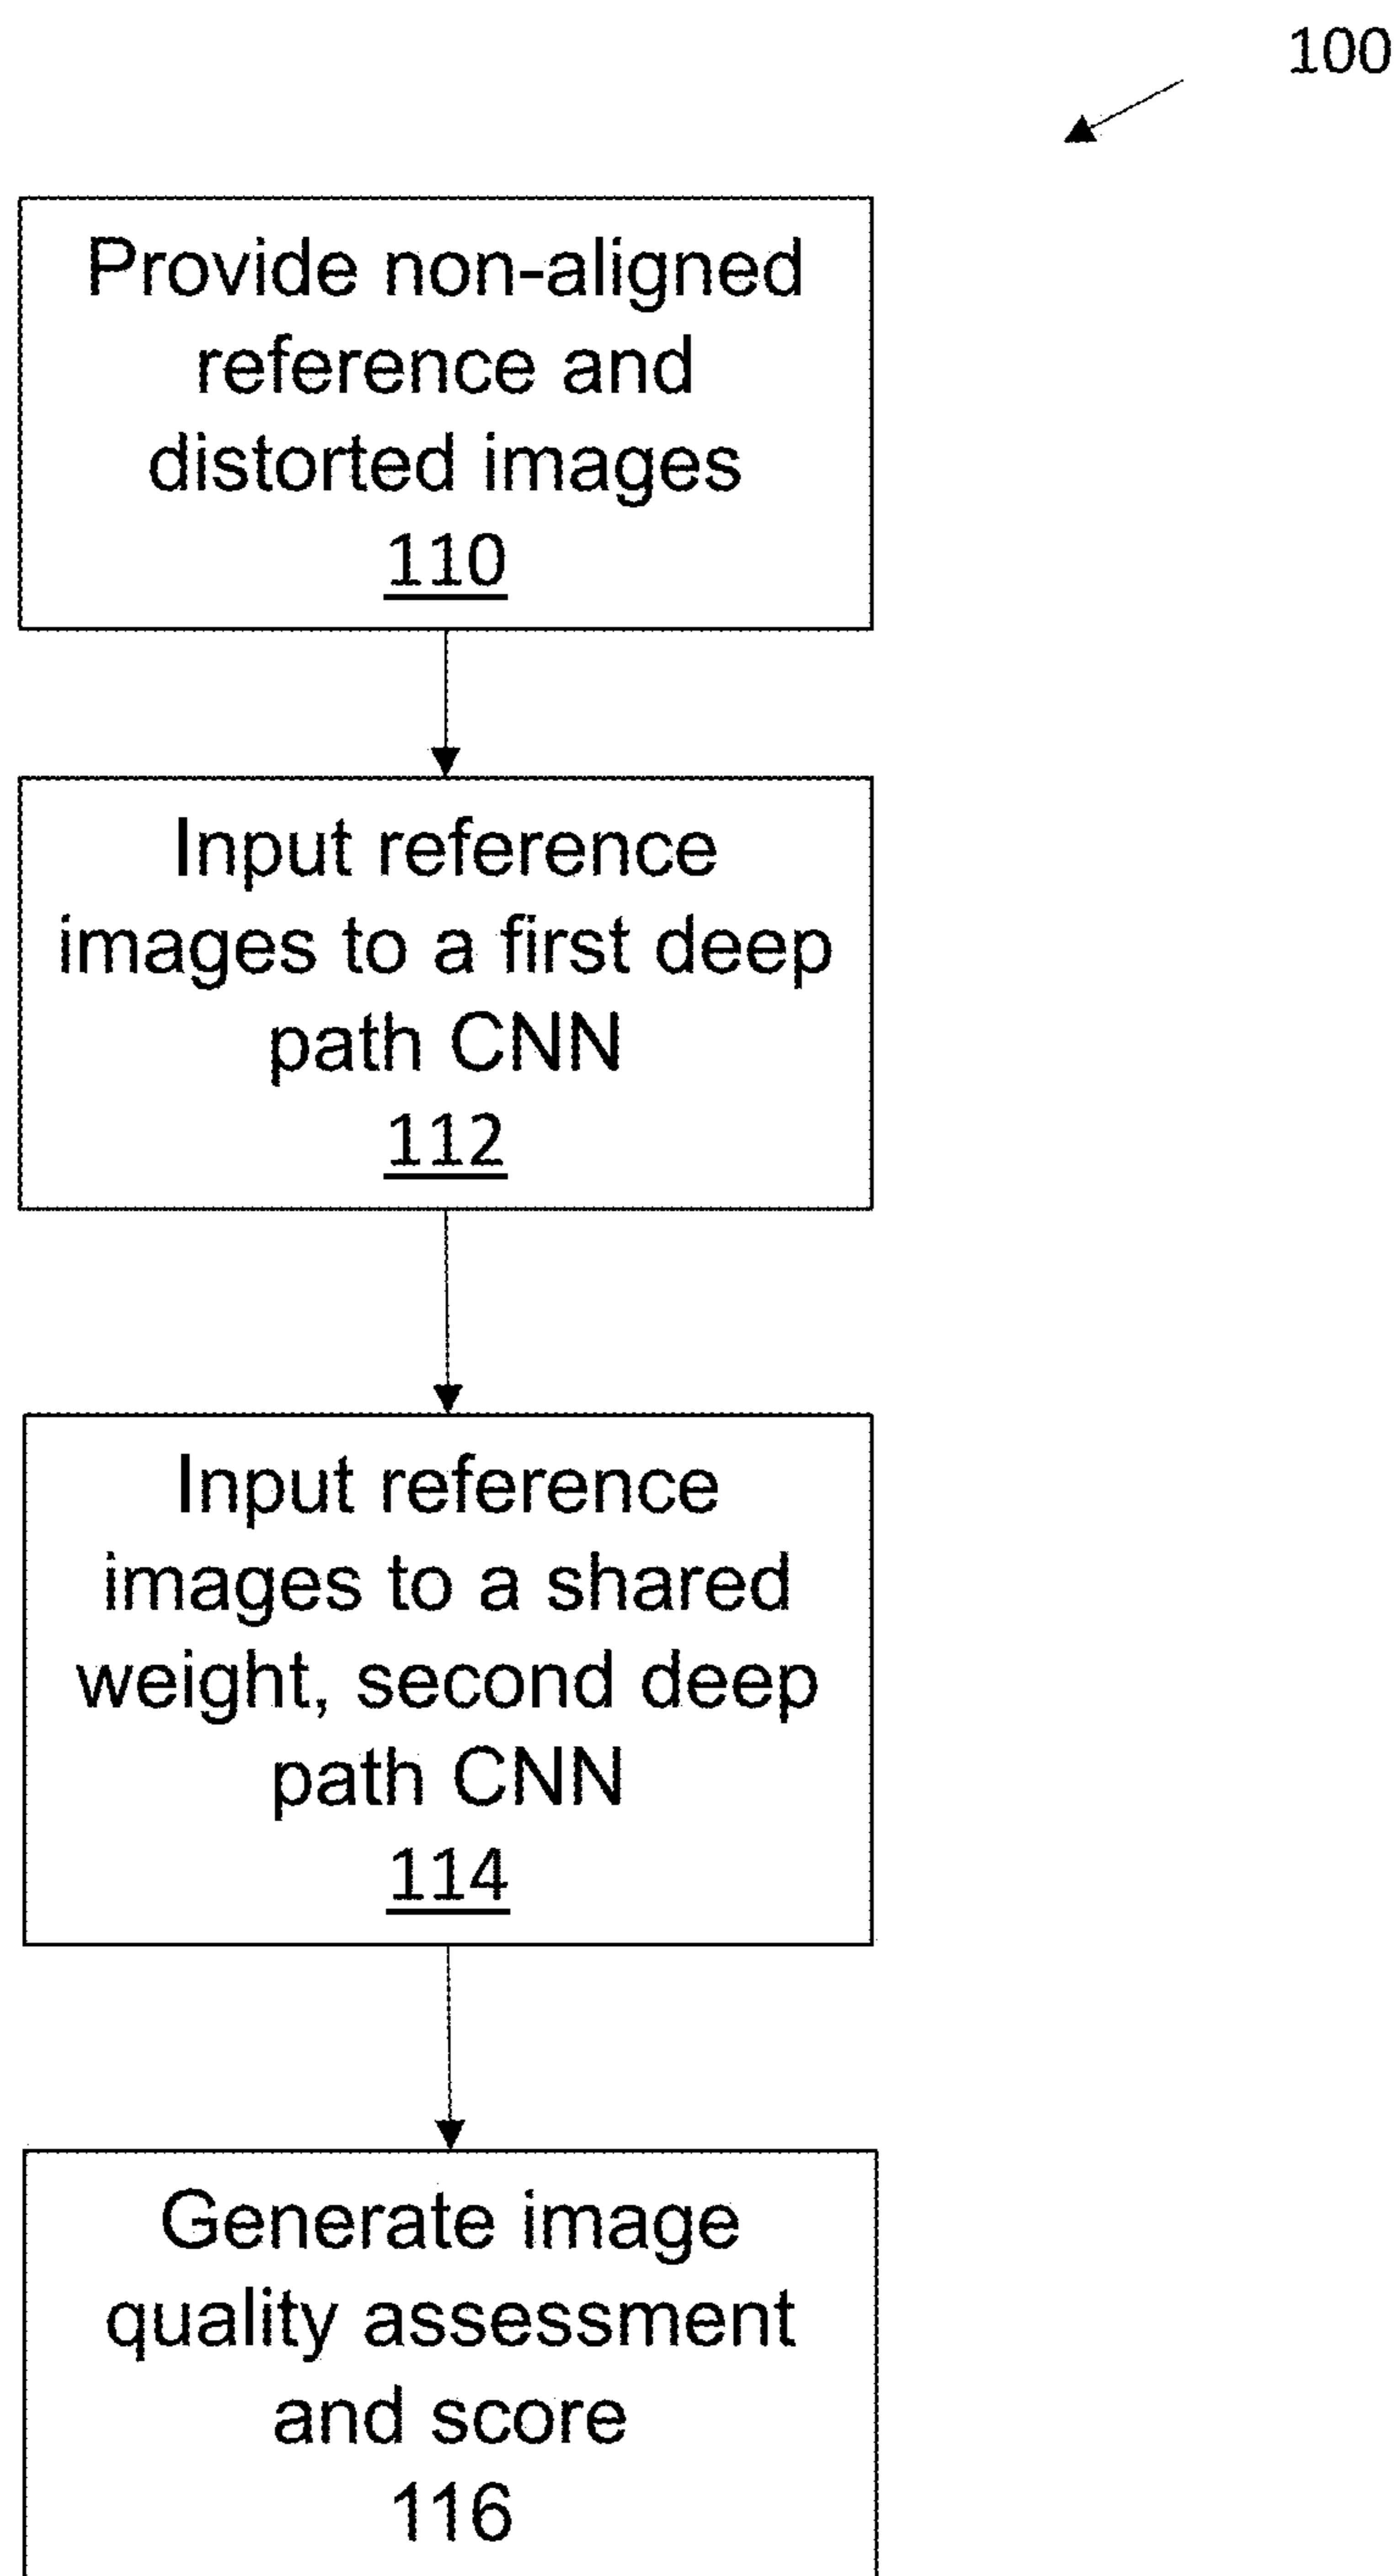 100
Provide non-aligned
reference and
distorted images
110
Input reference
images to a first deep
path CNN
112
Input reference
images to a shared
weight, second deep
path CNN
114
Generate image
quality assessment
and score
116